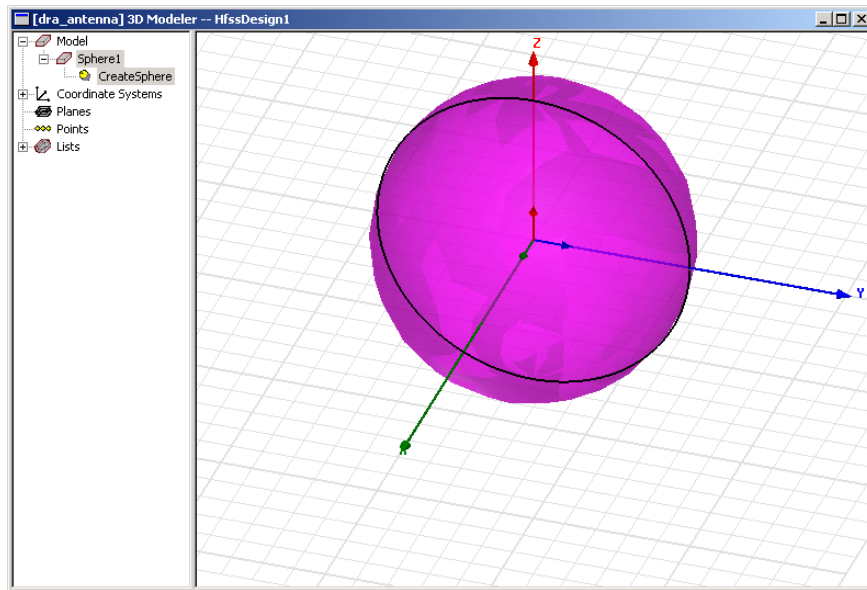 [dra_antenna] 3D Modeler -- HfssDesign1
Model
Sphere1
CreateSphere
Coordinate Systems
Planes
Points
Lists
Z
Y